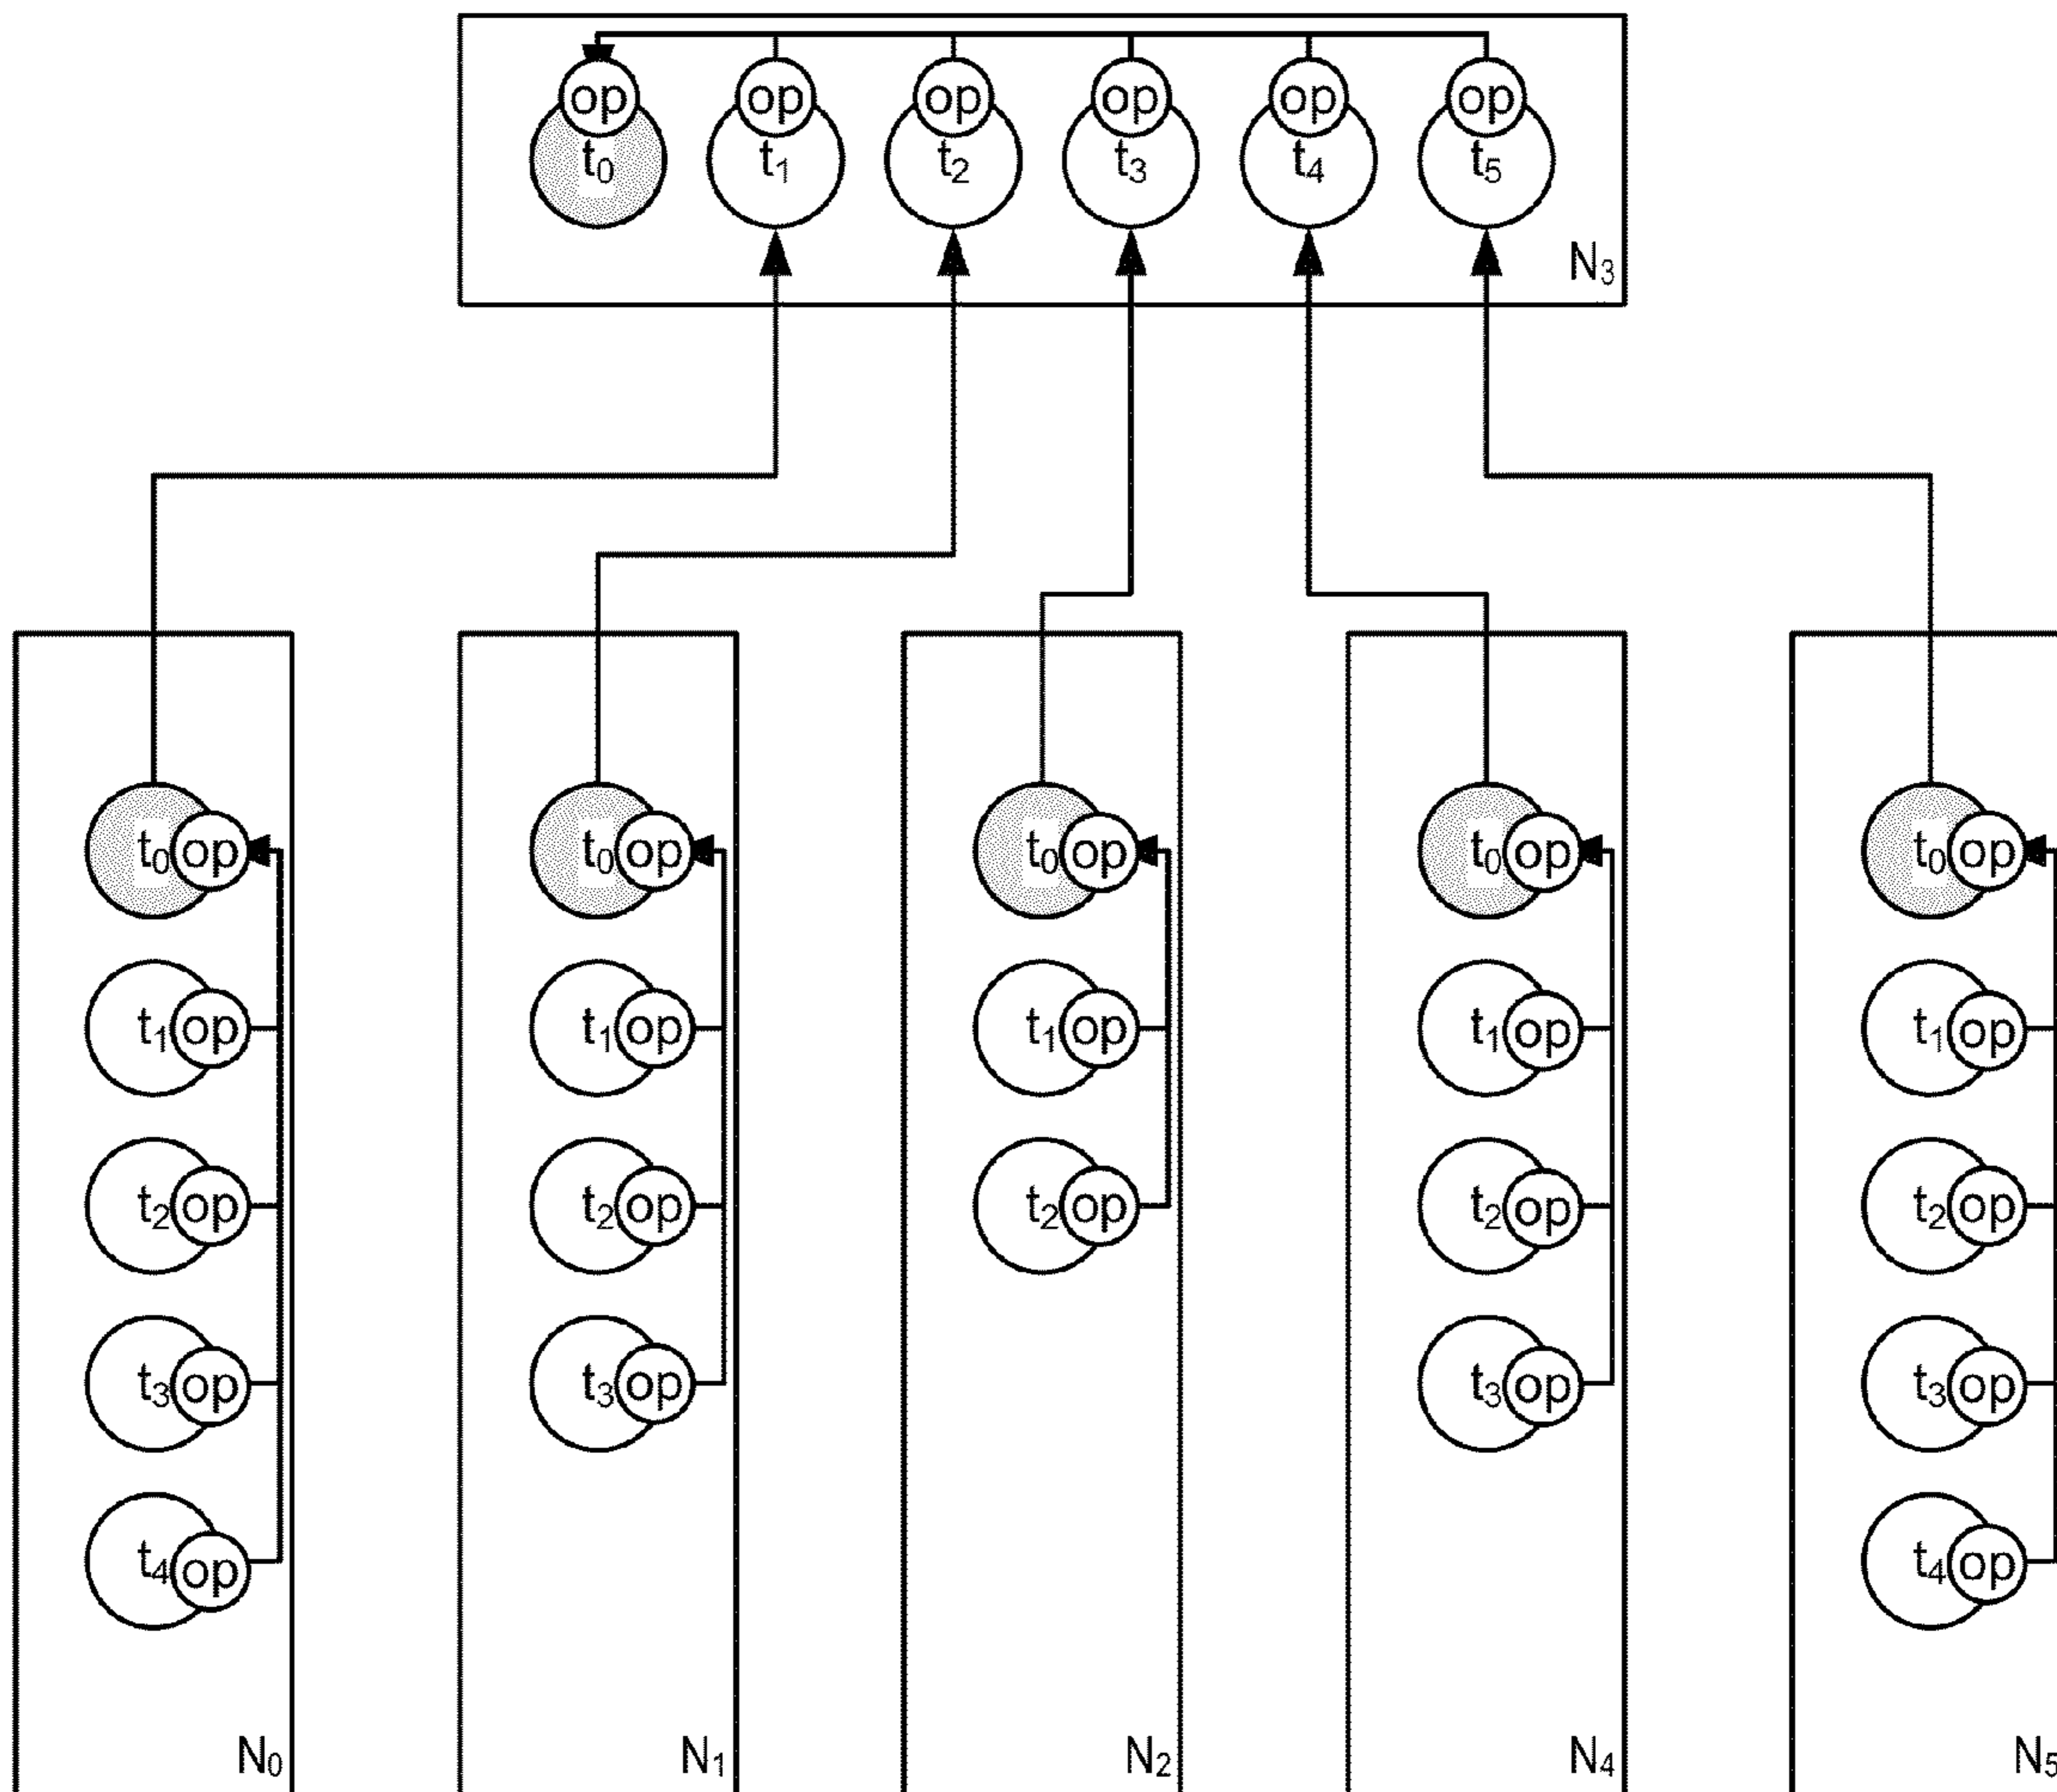 op op op op op op
t₀ t₁ t₂ t₃ t₄ t₅
N₃
t₀ op t₀ op t₀ op t₀ op t₀ op
t₁ op t₁ op t₁ op t₁ op t₁ op
t₂ op t₂ op t₂ op t₂ op t₂ op
t₃ op t₃ op t₃ op t₃ op
t₄ op t₄ op
N₀ N₁ N₂ N₄ N₅